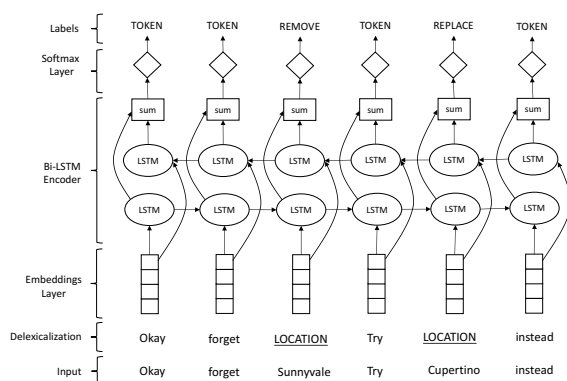 Labels TOKEN TOKEN REMOVE TOKEN REPLACE TOKEN
Softmax
Layer
sum sum sum sum sum sum
LSTM LSTM LSTM LSTM LSTM LSTM
Bi-LSTM
Encoder
LSTM LSTM LSTM LSTM LSTM LSTM
Embeddings
Layer
Delexicalization Okay forget LOCATION Try LOCATION instead
Input Okay forget Sunnyvale Try Cupertino instead